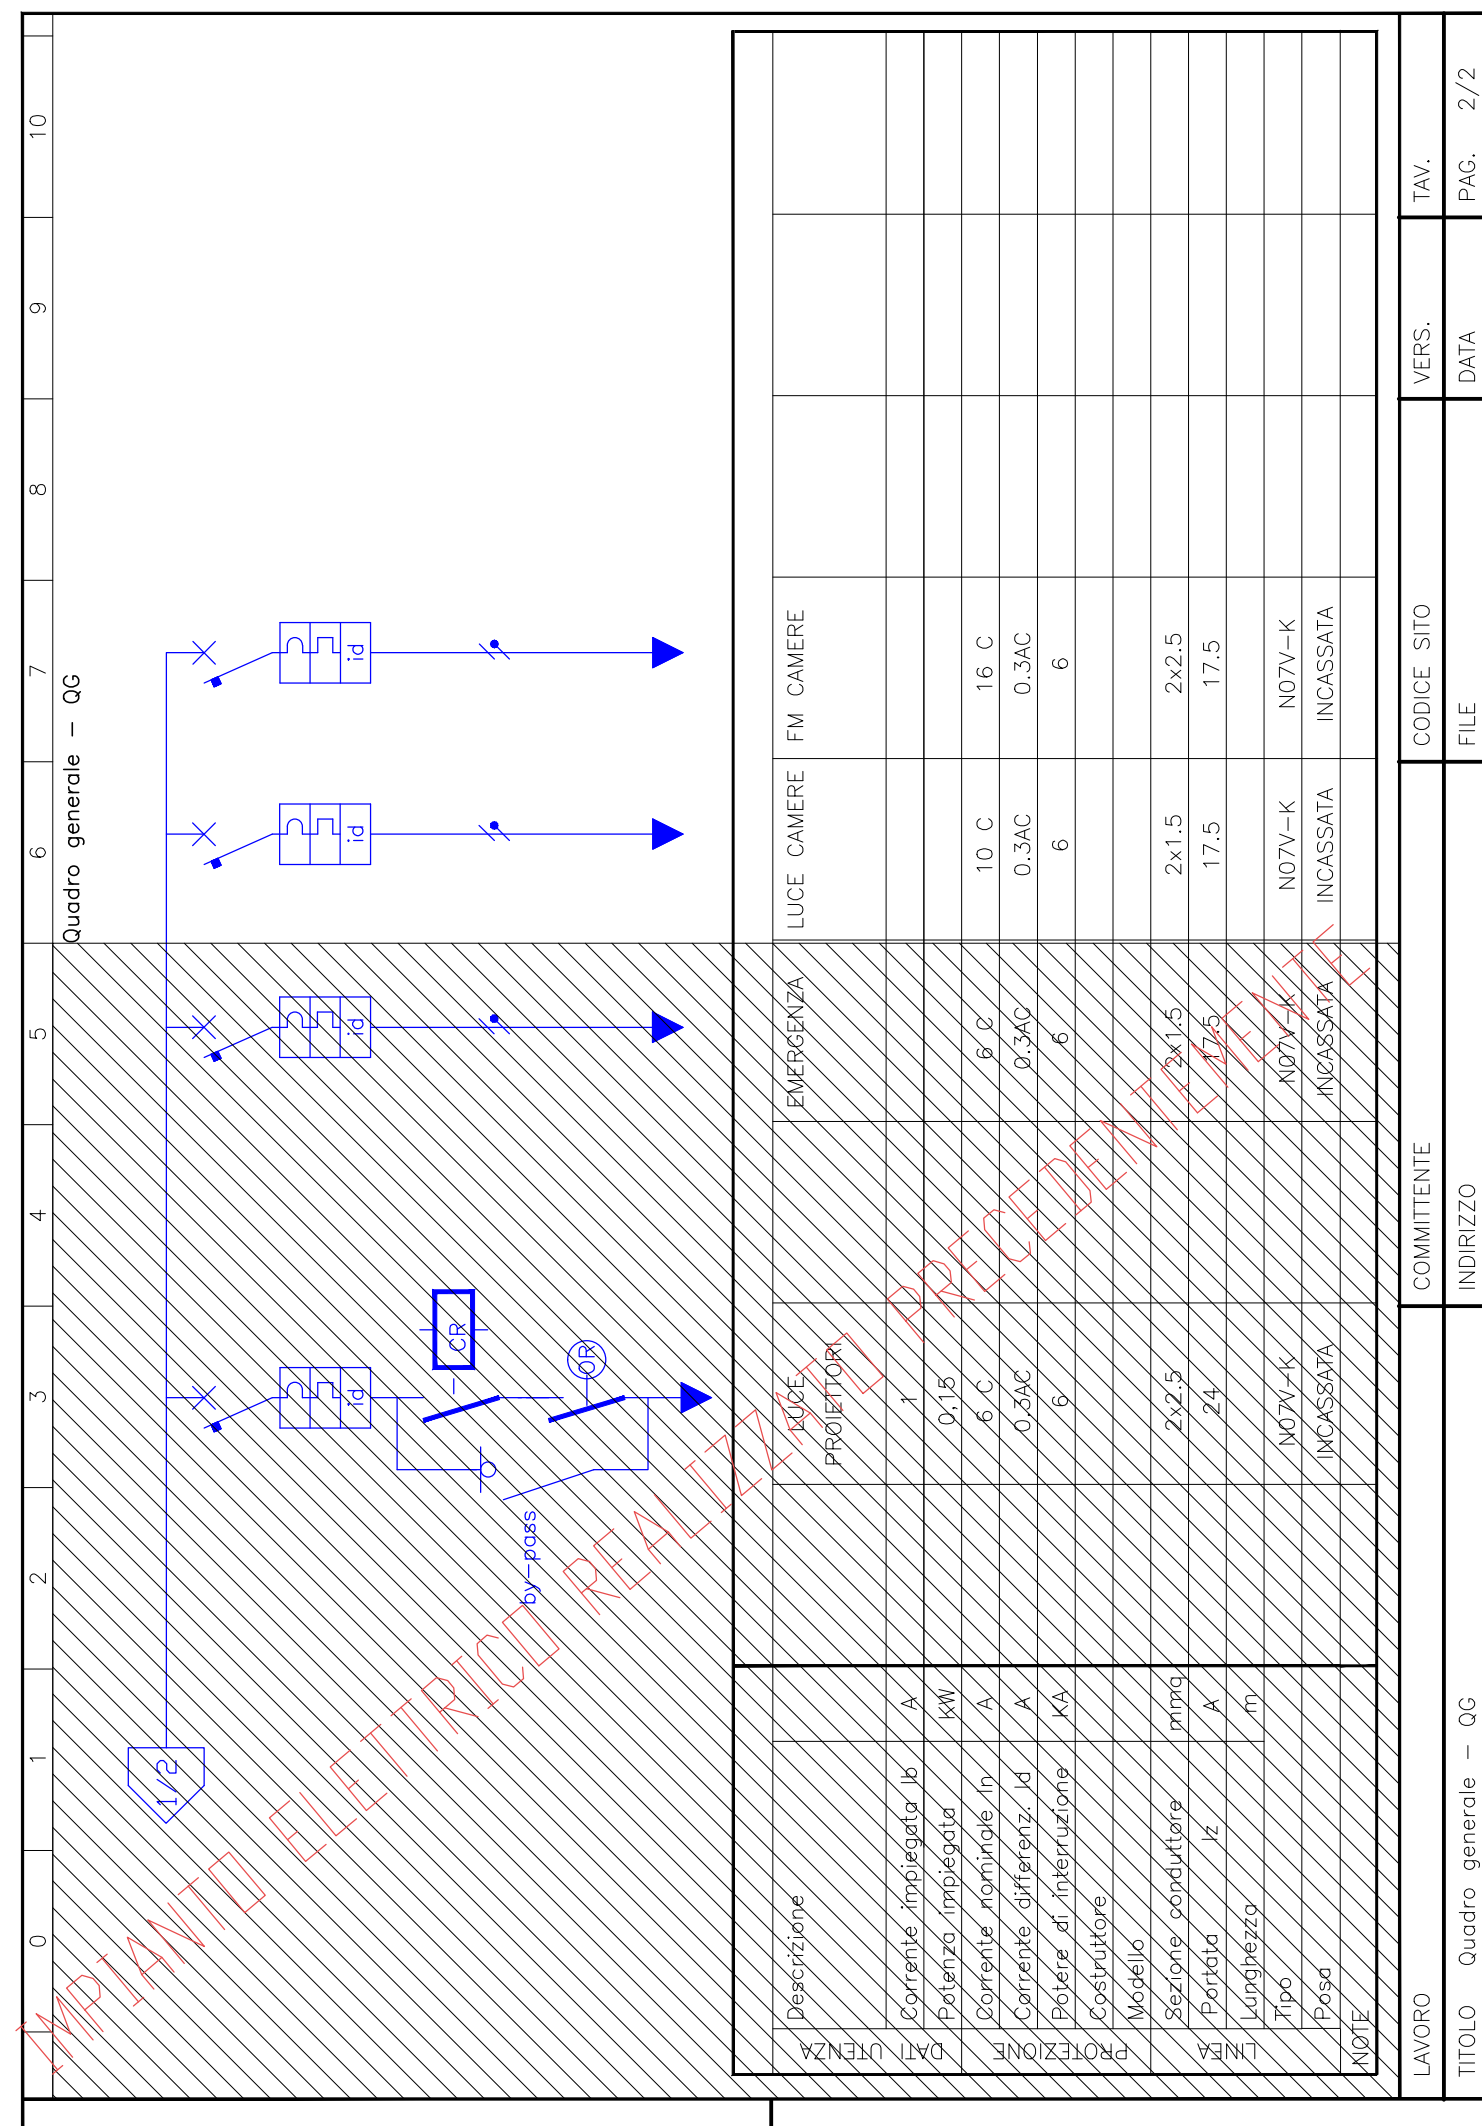 0 1 2 3 4 5 6 7 8 9 10
Quadro generale - QG
1/2
id id id id
CR
OR
by-pass
IMPIANTO ELETTRICO REALIZZATO PRECEDENTEMENTE
DATI UTENZA
Descrizione LUCE PROIETTORI EMERGENZA LUCE CAMERE FM CAMERE
Corrente impiegata Ib A 1
Potenza impiegata KW 0,15
PROTEZIONE
Corrente nominale In A 6 C 6 C 10 C 16 C
Corrente differenz. Id A 0.3AC 0.3AC 0.3AC 0.3AC
Potere di interruzione KA 6 6 6 6
Costruttore
Modello
LINEA
Sezione conduttore mmq 2x2.5 2x1.5 2x1.5 2x2.5
Portata Iz A 24 17.5 17.5 17.5
Lunghezza m
Tipo N07V-K N07V-K N07V-K N07V-K
Posa INCASSATA INCASSATA INCASSATA INCASSATA
NOTE
LAVORO COMMITTENTE CODICE SITO VERS. TAV.
TITOLO Quadro generale - QG INDIRIZZO FILE DATA PAG. 2/2